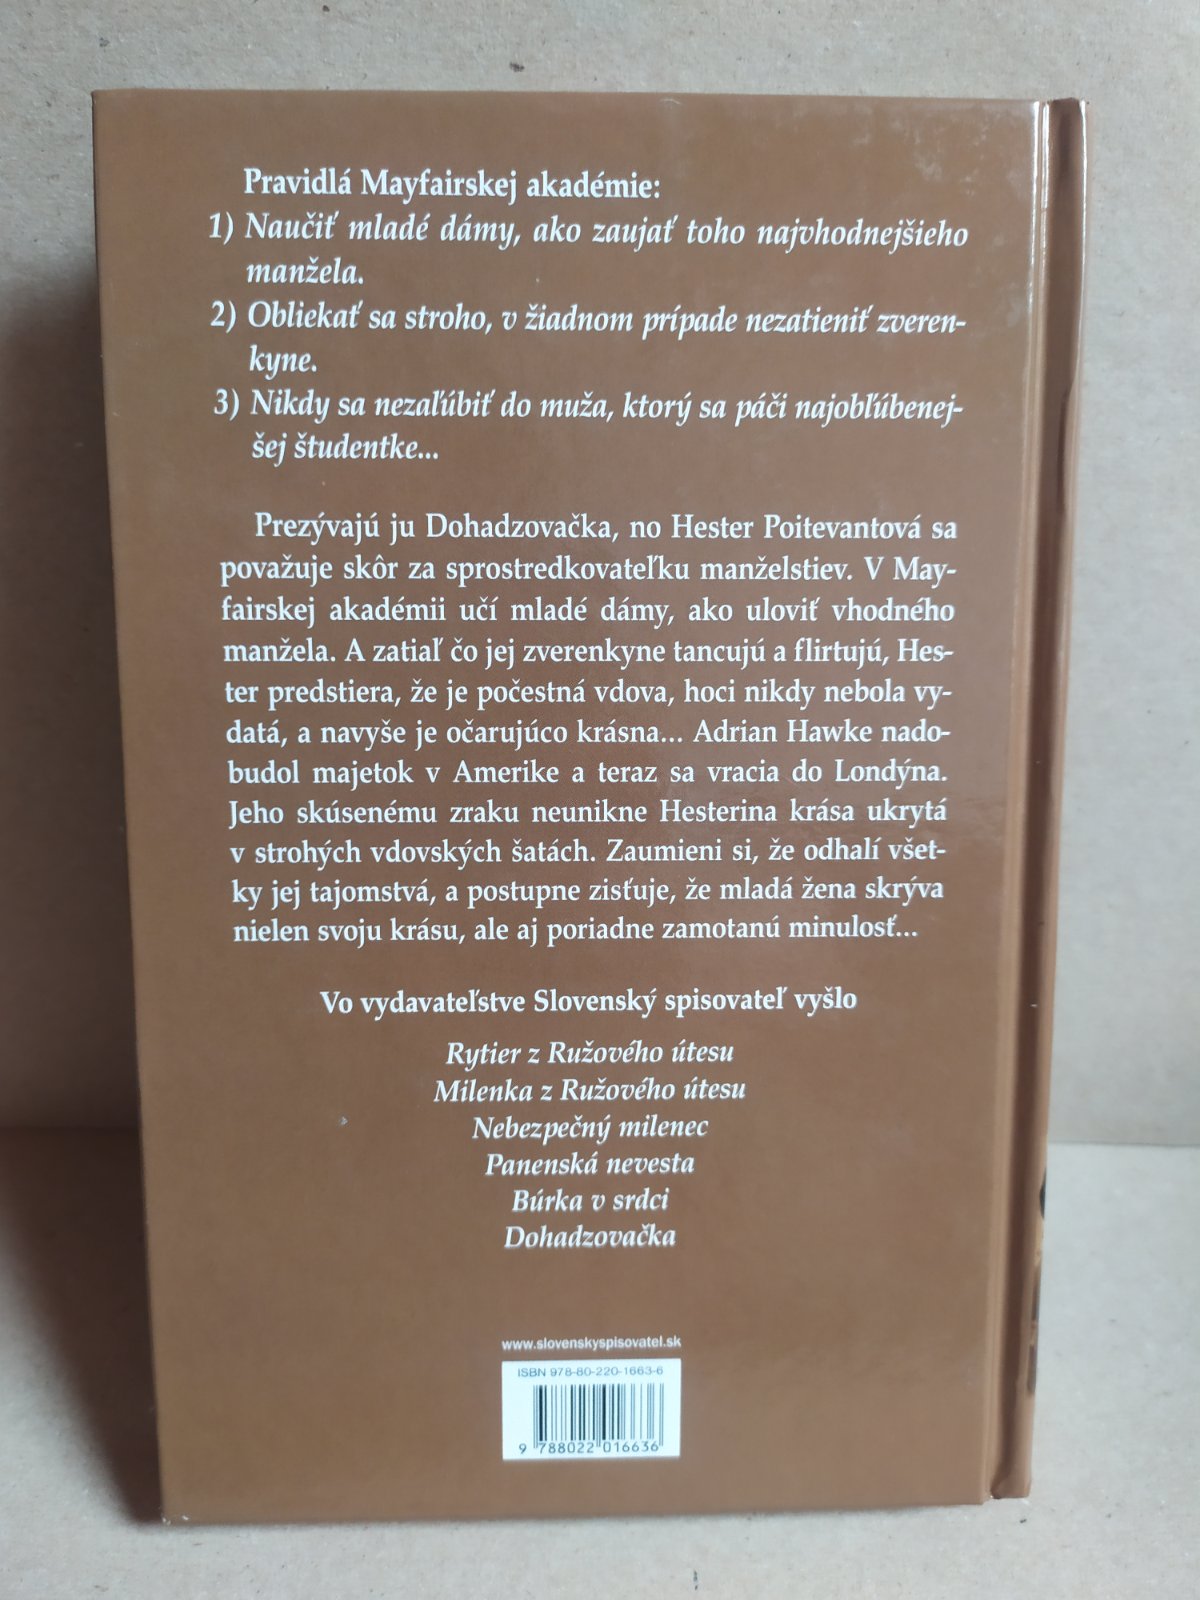 Pravidlá Mayfairskej akadémie:
1) Naučiť mladé dámy, ako zaujať toho najvhodnejšieho
manžela.
2) Obliekať sa stroho, v žiadnom prípade nezatieniť zveren-
kyne.
3) Nikdy sa nezaľúbiť do muža, ktorý sa páči najobľúbenej-
šej študentke...
Prezývajú ju Dohadzovačka, no Hester Poitevantová sa
považuje skôr za sprostredkovateľku manželstiev. V May-
fairskej akadémii učí mladé dámy, ako uloviť vhodného
manžela. A zatiaľ čo jej zverenkyne tancujú a flirtujú, Hes-
ter predstiera, že je počestná vdova, hoci nikdy nebola vy-
datá, a navyše je očarujúco krásna... Adrian Hawke nado-
budol majetok v Amerike a teraz sa vracia do Londýna.
Jeho skúsenému zraku neunikne Hesterina krása ukrytá
v strohých vdovských šatách. Zaumieni si, že odhalí všet-
ky jej tajomstvá, a postupne zisťuje, že mladá žena skrýva
nielen svoju krásu, ale aj poriadne zamotanú minulosť...
Vo vydavateľstve Slovenský spisovateľ vyšlo
Rytier z Ružového útesu
Milenka z Ružového útesu
Nebezpečný milenec
Panenská nevesta
Búrka v srdci
Dohadzovačka
www.slovenskyspisovatel.sk
ISBN 978-80-220-1663-6
9 788022 016636